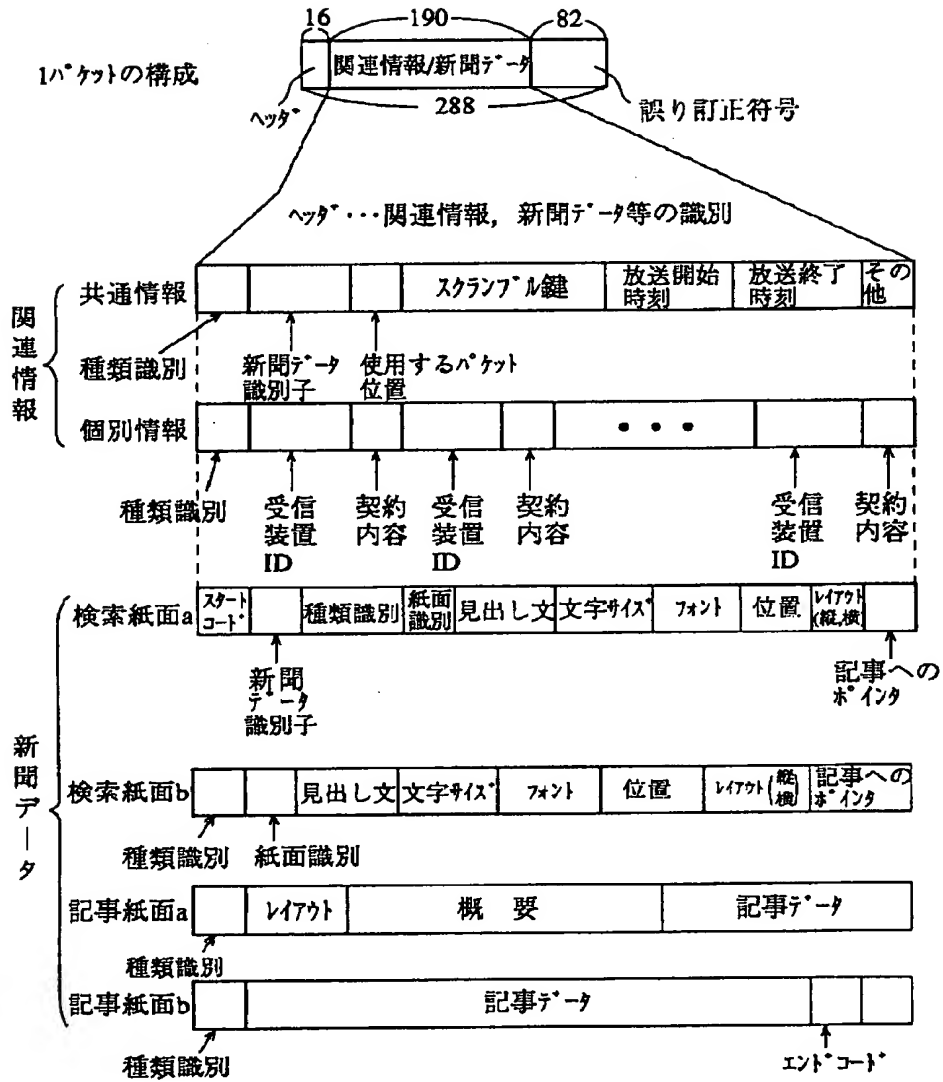 16 190 82
1パケットの構成
関連情報/新聞データ
ヘッダ
288
誤り訂正符号
ヘッダ・・・関連情報, 新聞データ等の識別
関連情報
共通情報
スクランブル鍵
放送開始時刻
放送終了時刻
その他
種類識別
新聞データ識別子
使用するパケット位置
個別情報
・・・
種類識別
受信装置ID
契約内容
受信装置ID
契約内容
受信装置ID
契約内容
新聞データ
検索紙面a
スタートコード
種類識別
紙面識別
見出し文
文字サイズ
フォント
位置
レイアウト(縦,横)
新聞データ識別子
記事へのポインタ
検索紙面b
見出し文
文字サイズ
フォント
位置
レイアウト(縦横)
記事へのポインタ
種類識別
紙面識別
記事紙面a
レイアウト
概要
記事データ
種類識別
記事紙面b
記事データ
種類識別
エンドコード